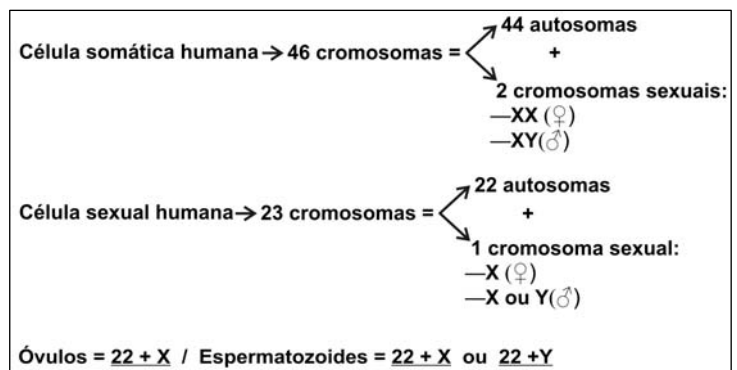 44 autosomas
Célula somática humana → 46 cromosomas =
+
2 cromosomas sexuais:
—XX (♀)
—XY(♂)
22 autosomas
Célula sexual humana → 23 cromosomas =
+
1 cromosoma sexual:
—X (♀)
—X ou Y(♂)
Óvulos = 22 + X / Espermatozoides = 22 + X ou 22 +Y